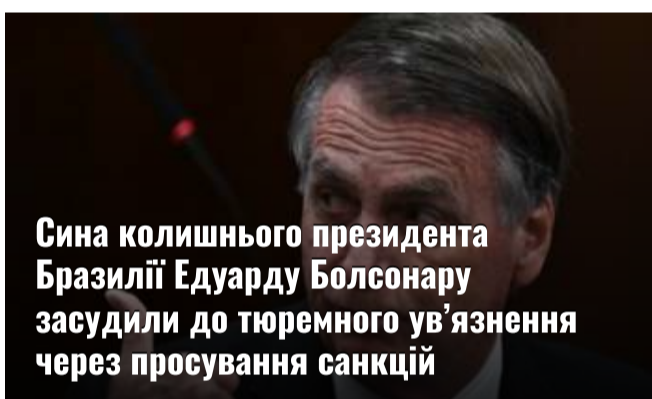 Сина колишнього президента
Бразилії Едуарду Болсонару
засудили до тюремного ув’язнення
через просування санкцій